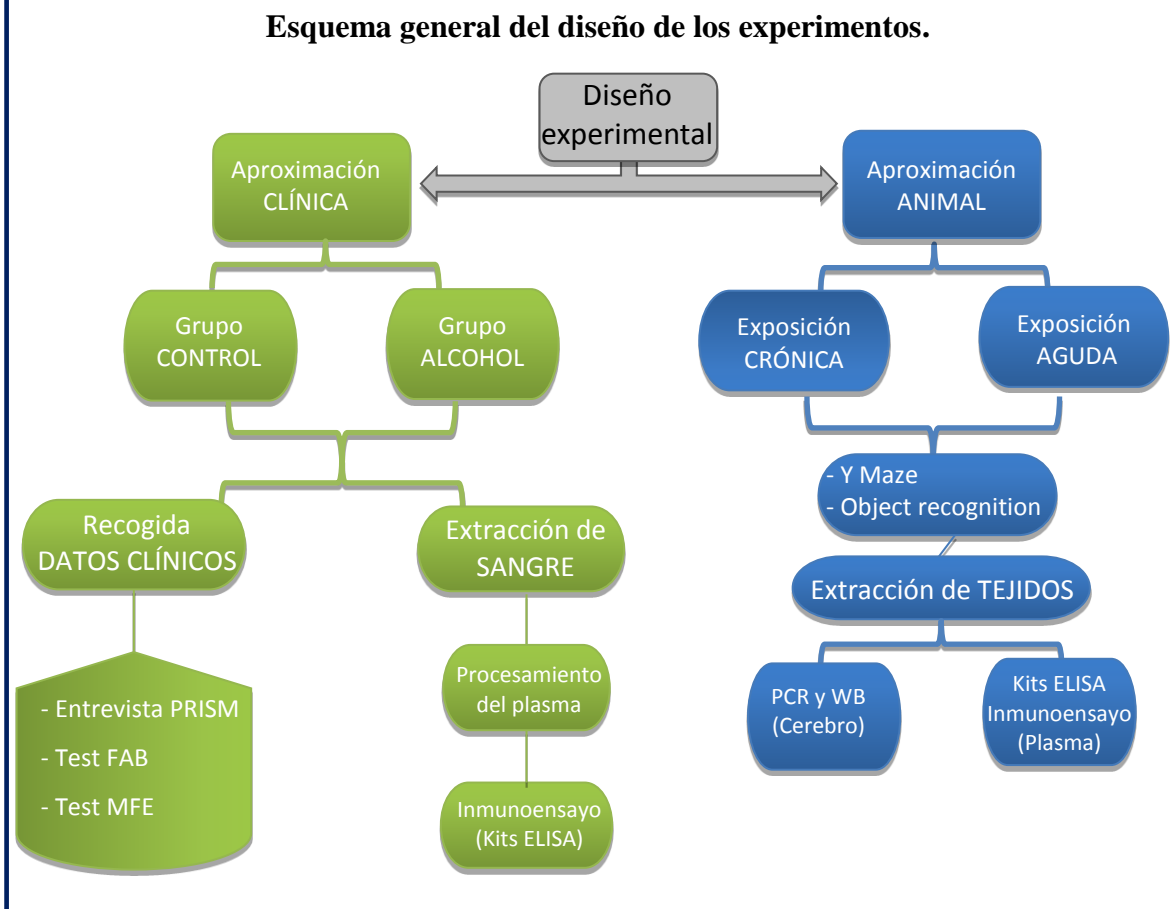 Esquema general del diseño de los experimentos.
Diseño
experimental
Aproximación
CLÍNICA
Aproximación
ANIMAL
Grupo
CONTROL
Grupo
ALCOHOL
Exposición
CRÓNICA
Exposición
AGUDA
- Y Maze
- Object recognition
Recogida
DATOS CLÍNICOS
Extracción de
SANGRE
Extracción de TEJIDOS
- Entrevista PRISM
- Test FAB
- Test MFE
Procesamiento
del plasma
Inmunoensayo
(Kits ELISA)
PCR y WB
(Cerebro)
Kits ELISA
Inmunoensayo
(Plasma)